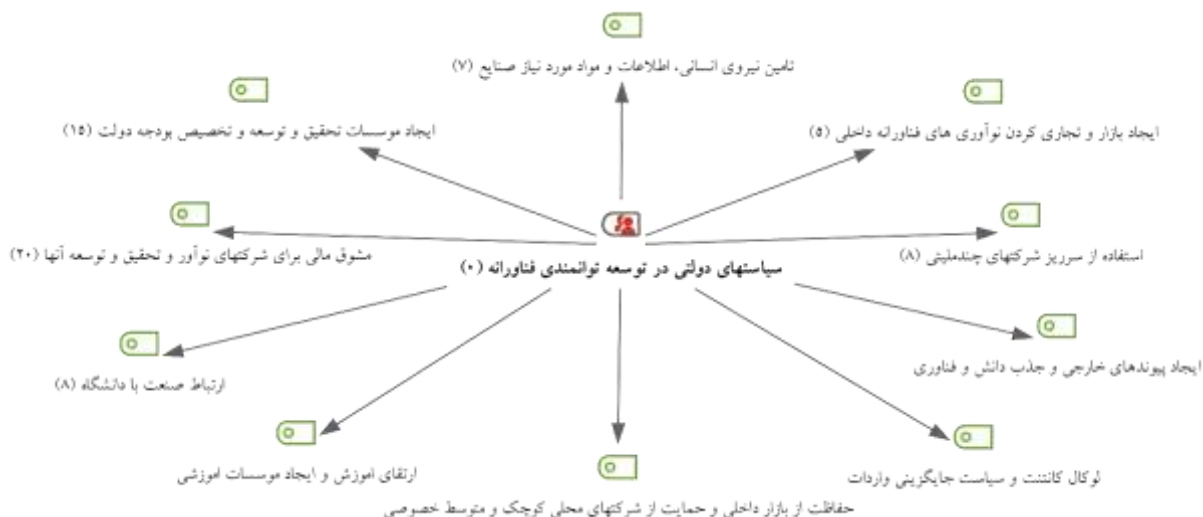 تامین نیروی انسانی، اطلاعات و مواد مورد نیاز صنایع (۷)
ایجاد بازار و تجاری کردن نوآوری های فناورانه داخلی (۵)
ایجاد موسسات تحقیق و توسعه و تخصیص بودجه دولت (۱۵)
استفاده از سرریز شرکتهای چندملیتی (۸)
مشوق مالی برای شرکتهای نوآور و تحقیق و توسعه آنها (۲۰)
سیاستهای دولتی در توسعه توانمندی فناورانه (۰)
ایجاد پیوندهای خارجی و جذب دانش و فناوری
ارتباط صنعت با دانشگاه (۸)
لوکال کانتنت و سیاست جایگزینی واردات
ارتقای اموزش و ایجاد موسسات اموزشی
حفاظت از بازار داخلی و حمایت از شرکتهای محلی کوچک و متوسط خصوصی